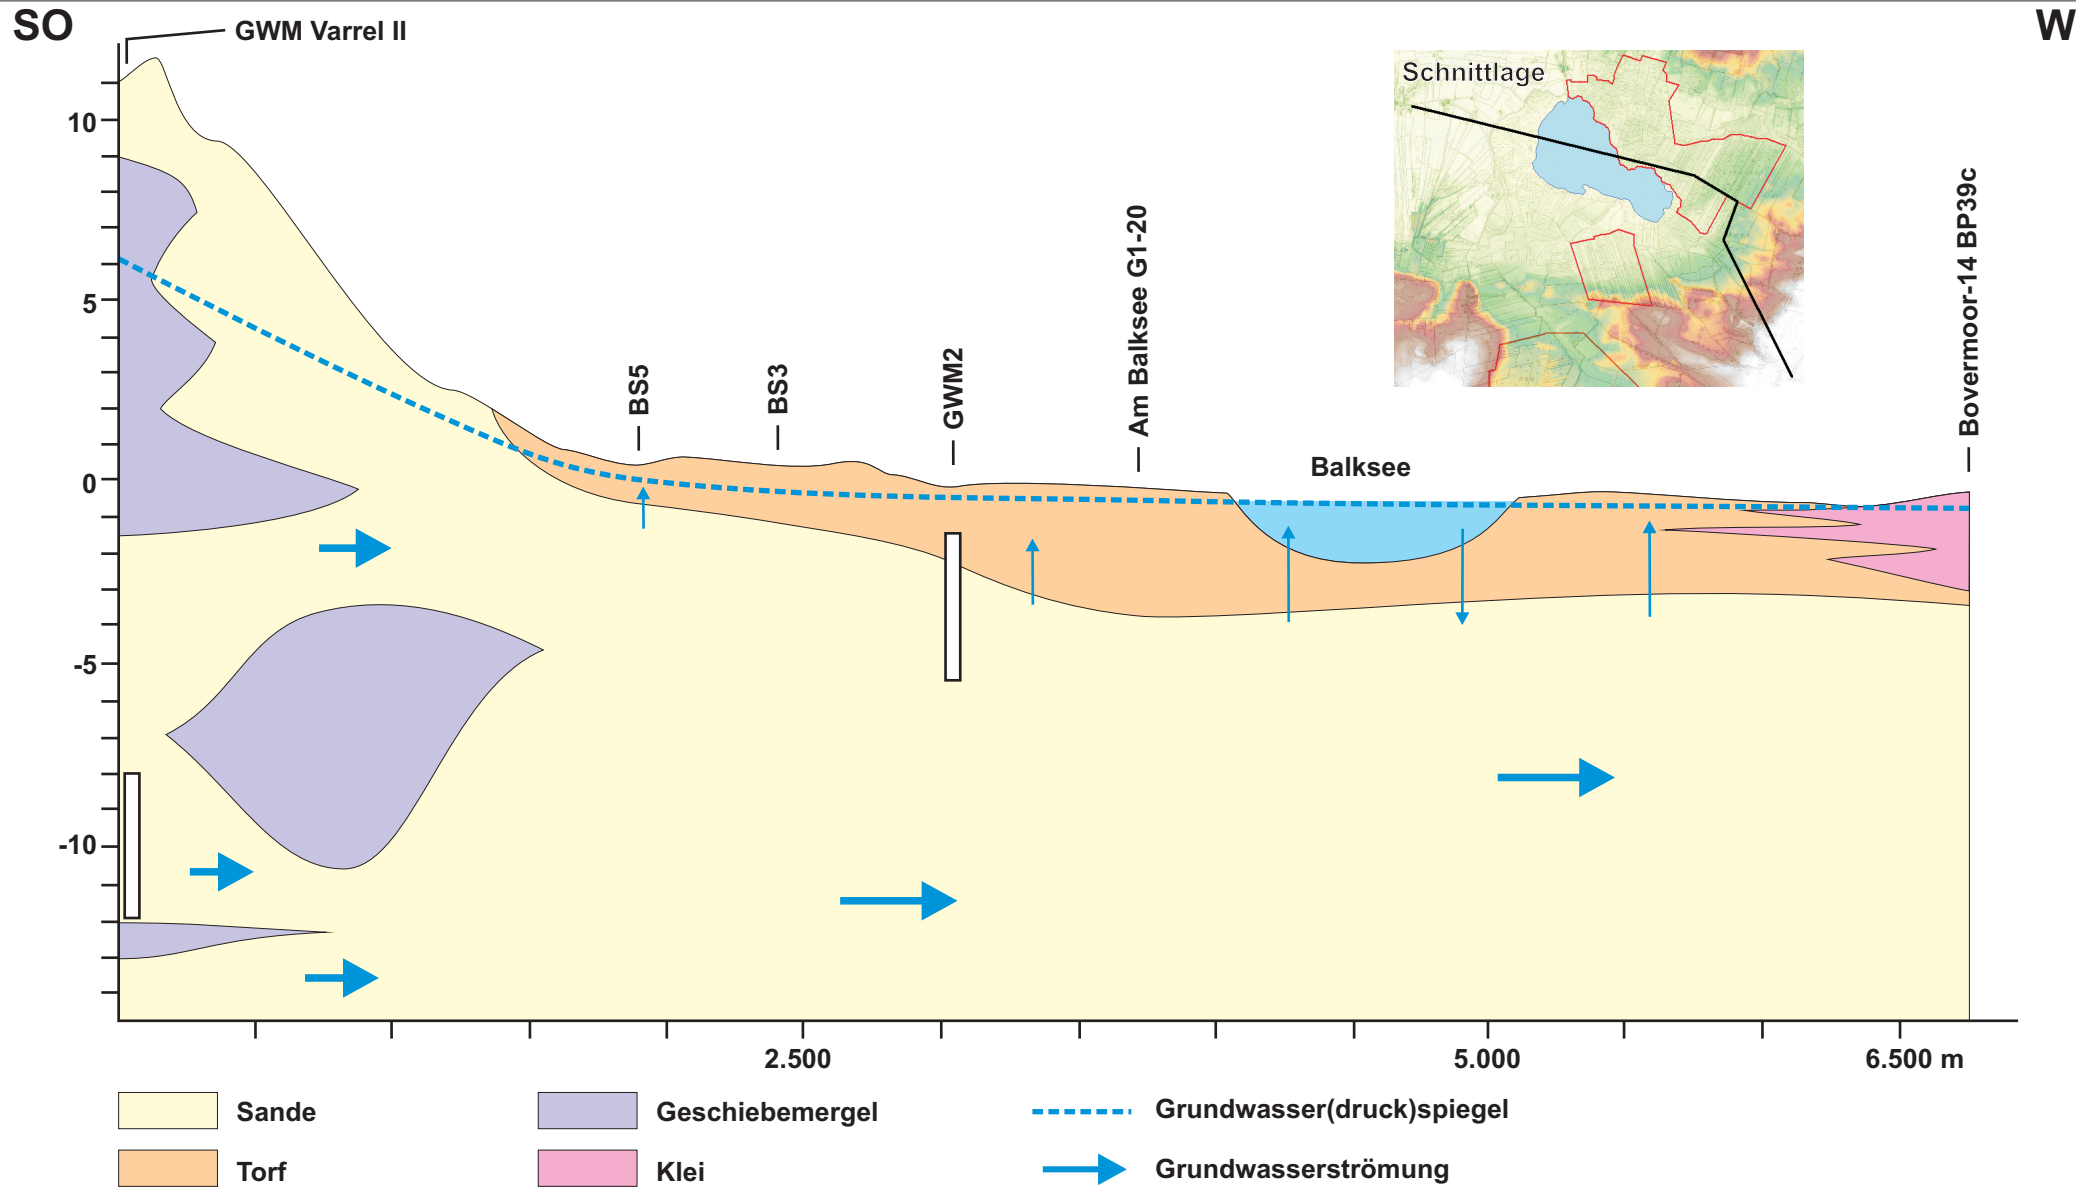 SO
W
GWM Varrel II
Schnittlage
10
5
0
-5
-10
BS5
BS3
GWM2
Am Balksee G1-20
Balksee
Bovermoor-14 BP39c
2.500
5.000
6.500 m
Sande
Geschiebemergel
Grundwasser(druck)spiegel
Torf
Klei
Grundwasserströmung